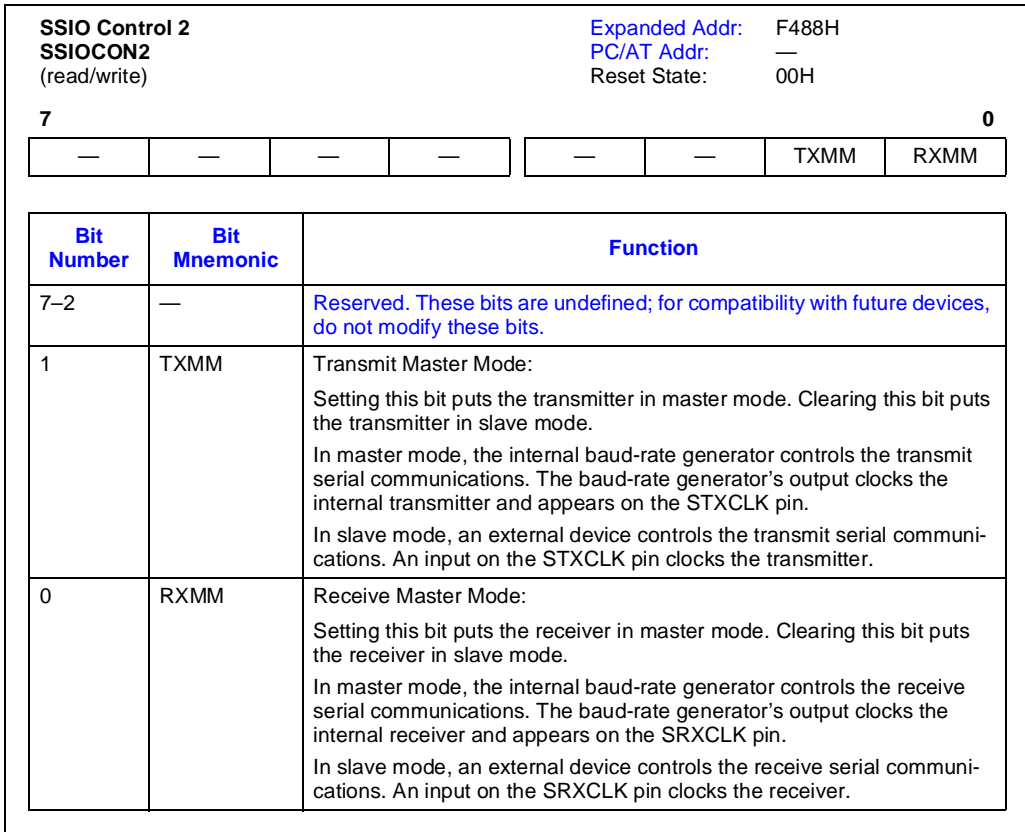 SSIO Control 2 Expanded Addr: F488H
SSIOCON2 PC/AT Addr: —
(read/write) Reset State: 00H
7 0
— — — — — — TXMM RXMM
Bit Bit Function
Number Mnemonic
7–2 — Reserved. These bits are undefined; for compatibility with future devices,
do not modify these bits.
1 TXMM Transmit Master Mode:
Setting this bit puts the transmitter in master mode. Clearing this bit puts
the transmitter in slave mode.
In master mode, the internal baud-rate generator controls the transmit
serial communications. The baud-rate generator's output clocks the
internal transmitter and appears on the STXCLK pin.
In slave mode, an external device controls the transmit serial communi-
cations. An input on the STXCLK pin clocks the transmitter.
0 RXMM Receive Master Mode:
Setting this bit puts the receiver in master mode. Clearing this bit puts
the receiver in slave mode.
In master mode, the internal baud-rate generator controls the receive
serial communications. The baud-rate generator's output clocks the
internal receiver and appears on the SRXCLK pin.
In slave mode, an external device controls the receive serial communi-
cations. An input on the SRXCLK pin clocks the receiver.